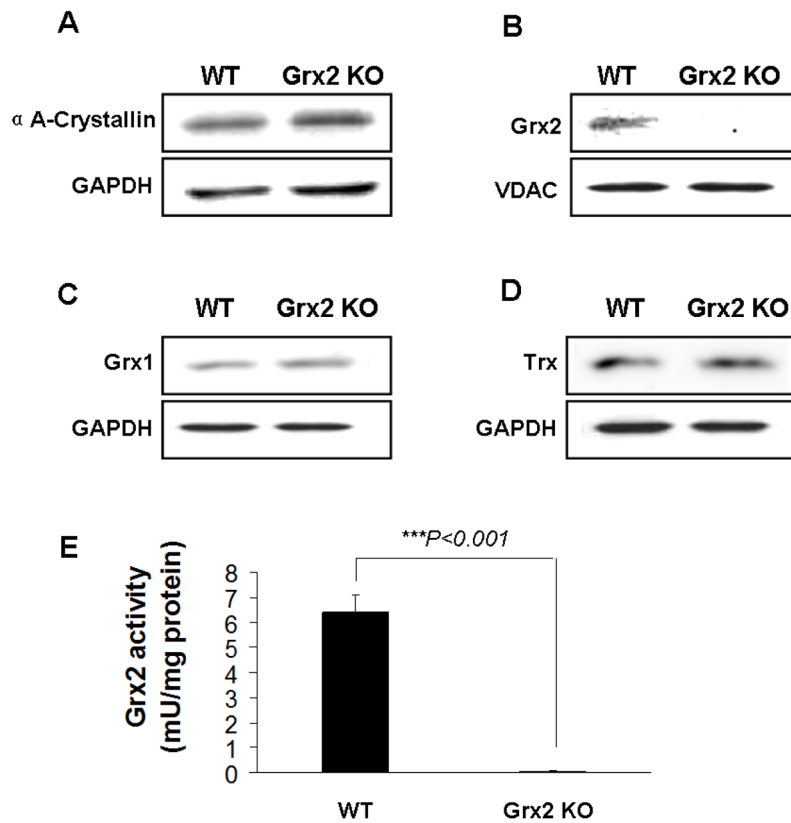 A
WT Grx2 KO
α A-Crystallin
GAPDH
B
WT Grx2 KO
Grx2
VDAC
C
WT Grx2 KO
Grx1
GAPDH
D
WT Grx2 KO
Trx
GAPDH
E
***P<0.001
Grx2 activity
(mU/mg protein)
8
7
6
5
4
3
2
1
0
WT Grx2 KO